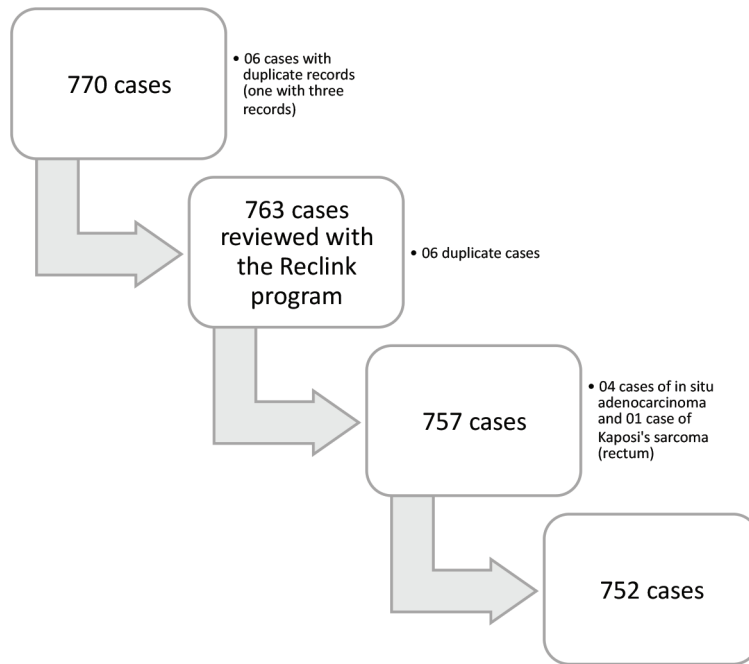 770 cases
• 06 cases with
duplicate records
(one with three
records)
763 cases
reviewed with
the Reclink
program
• 06 duplicate cases
757 cases
• 04 cases of in situ
adenocarcinoma
and 01 case of
Kaposi's sarcoma
(rectum)
752 cases